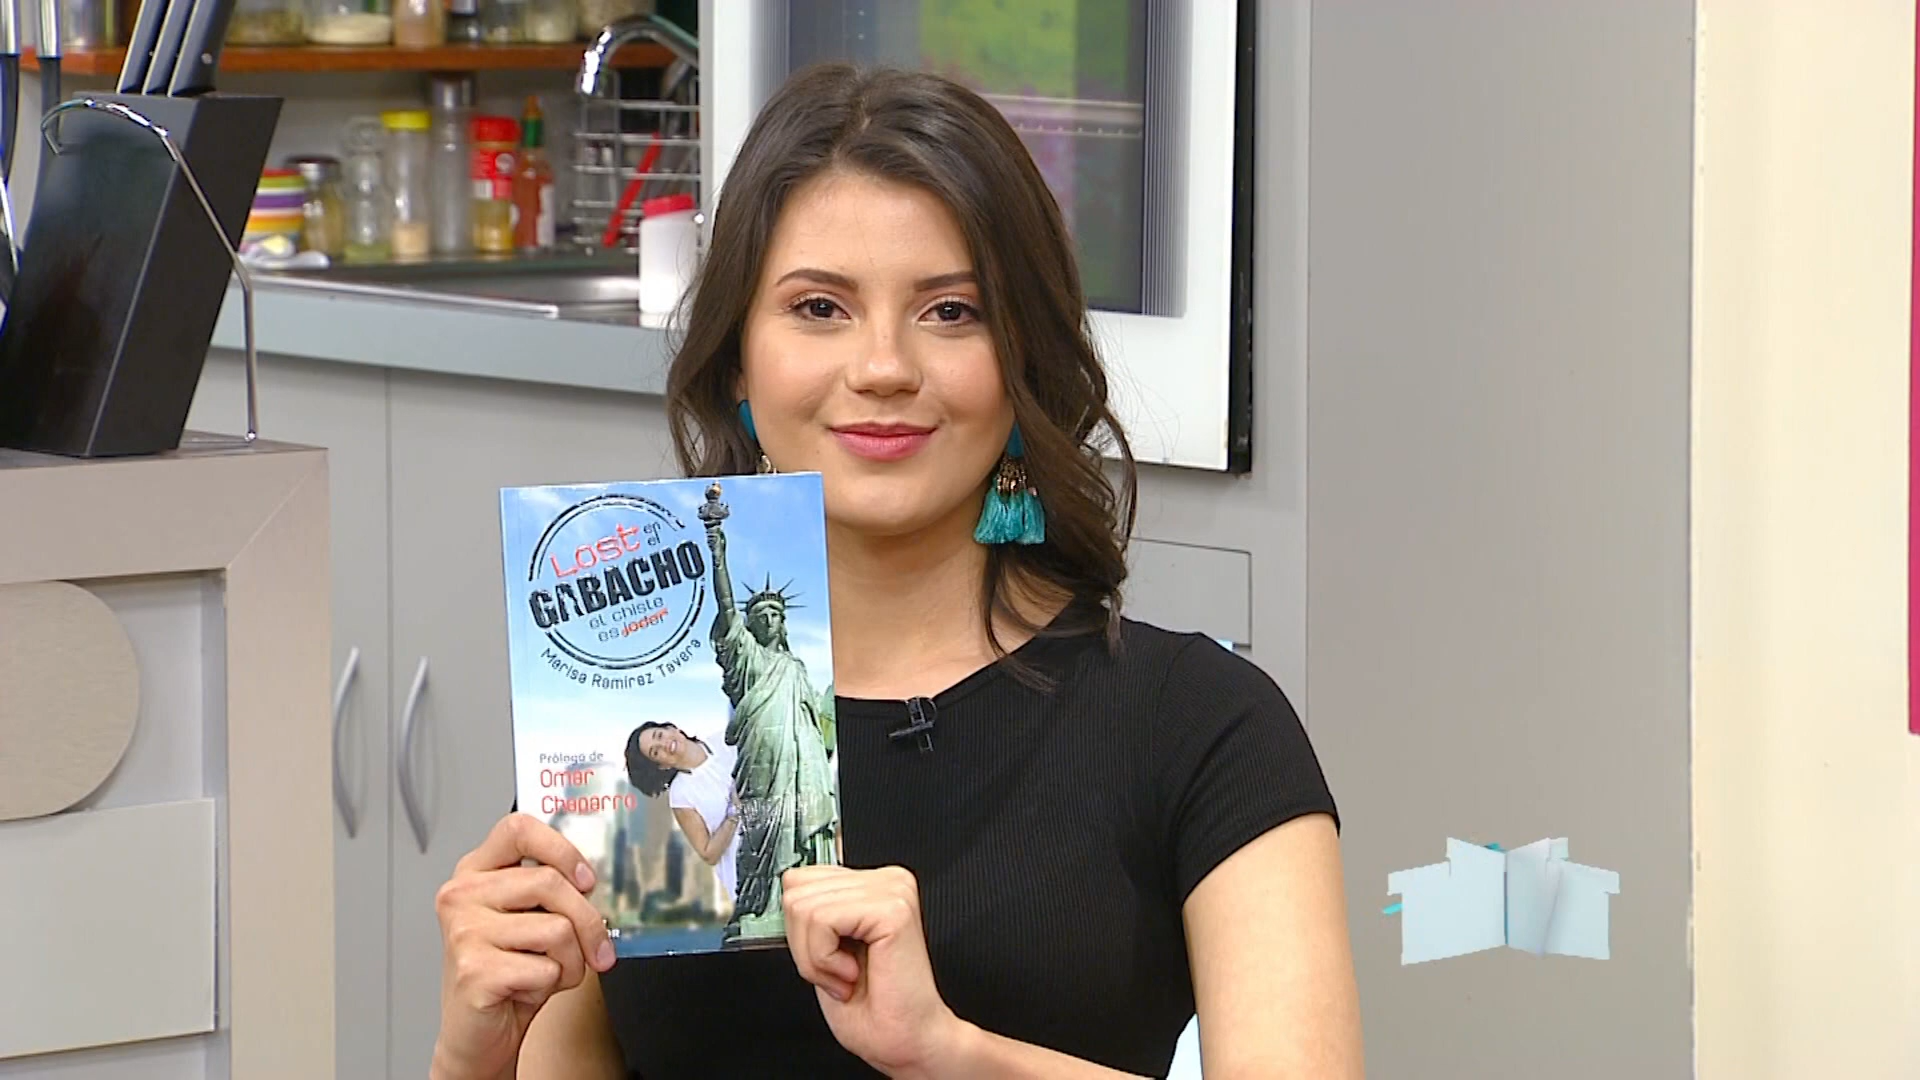 Lost en
el
GABACHO
el chiste
es joder
Marisa Ramírez Tavera
Prólogo de
Omar
Chaparro